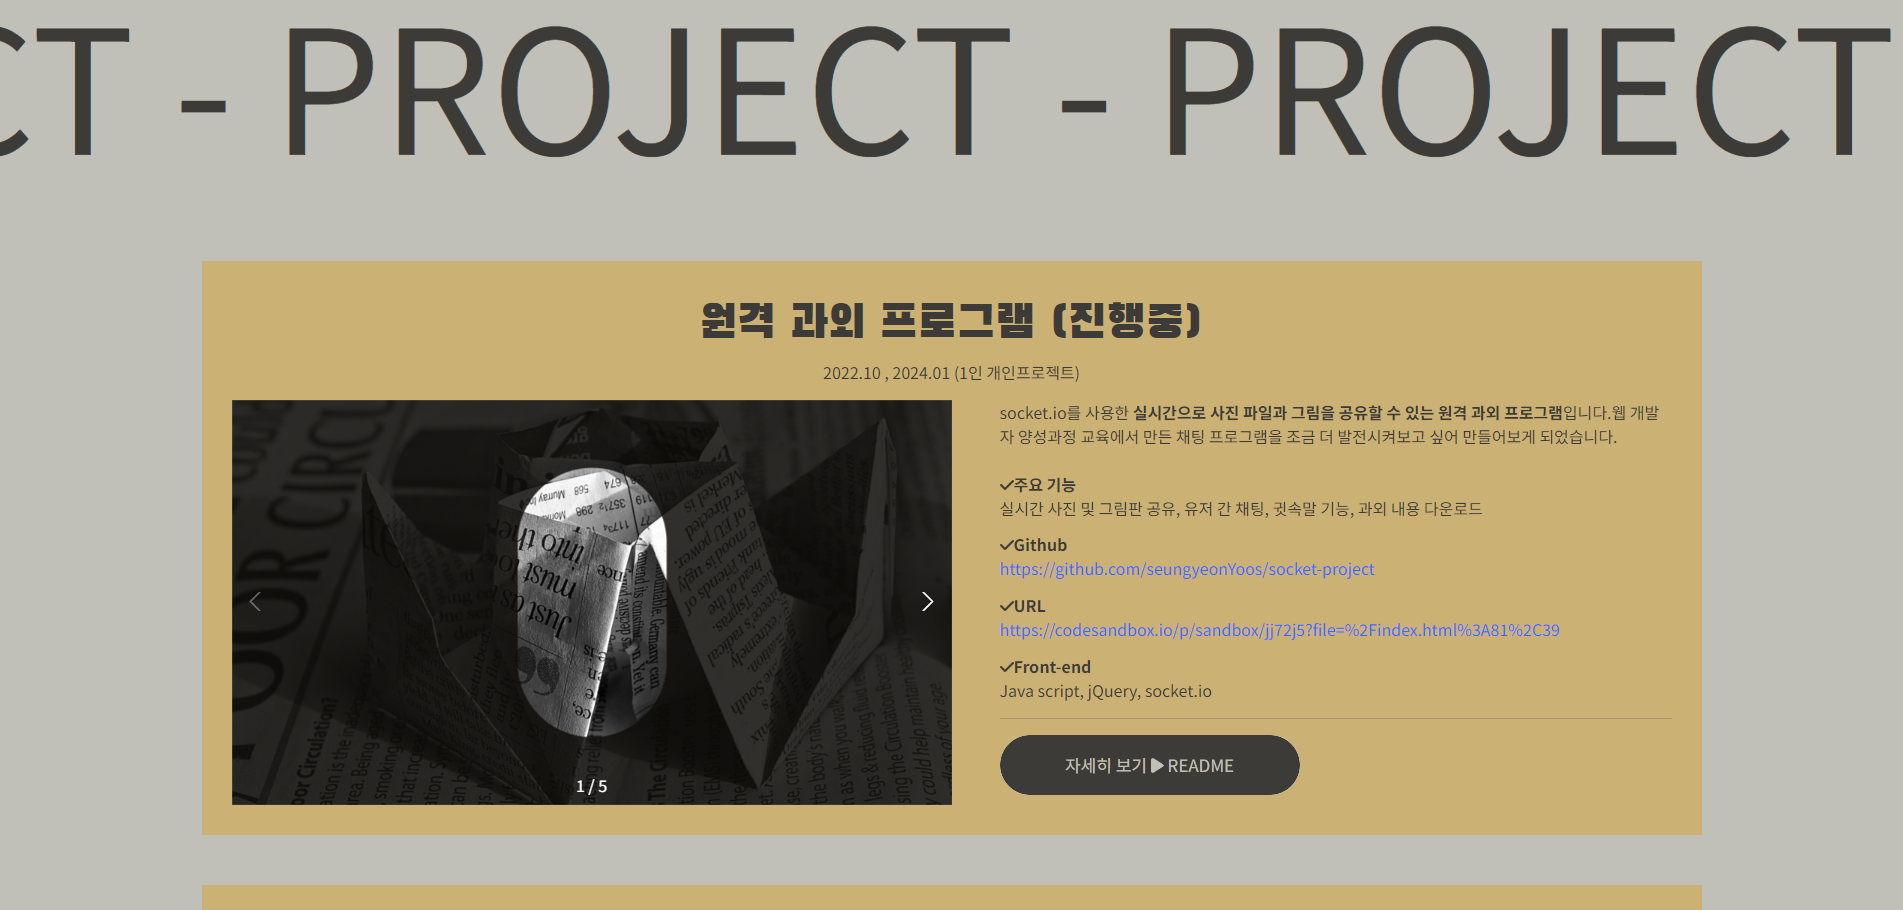 CT - PROJECT - PROJECT
원격 과외 프로그램 (진행중)
2022.10 , 2024.01 (1인 개인프로젝트)
socket.io를 사용한 실시간으로 사진 파일과 그림을 공유할 수 있는 원격 과외 프로그램입니다.웹 개발
자 양성과정 교육에서 만든 채팅 프로그램을 조금 더 발전시켜보고 싶어 만들어보게 되었습니다.
주요 기능
실시간 사진 및 그림판 공유, 유저 간 채팅, 귓속말 기능, 과외 내용 다운로드
Github
https://github.com/seungyeonYoos/socket-project
URL
https://codesandbox.io/p/sandbox/jj72j5?file=%2Findex.html%3A81%2C39
Front-end
Java script, jQuery, socket.io
자세히 보기 ▶ README
OOR CIRCUL
into the
must
Just as
oor Circulation?
1 / 5